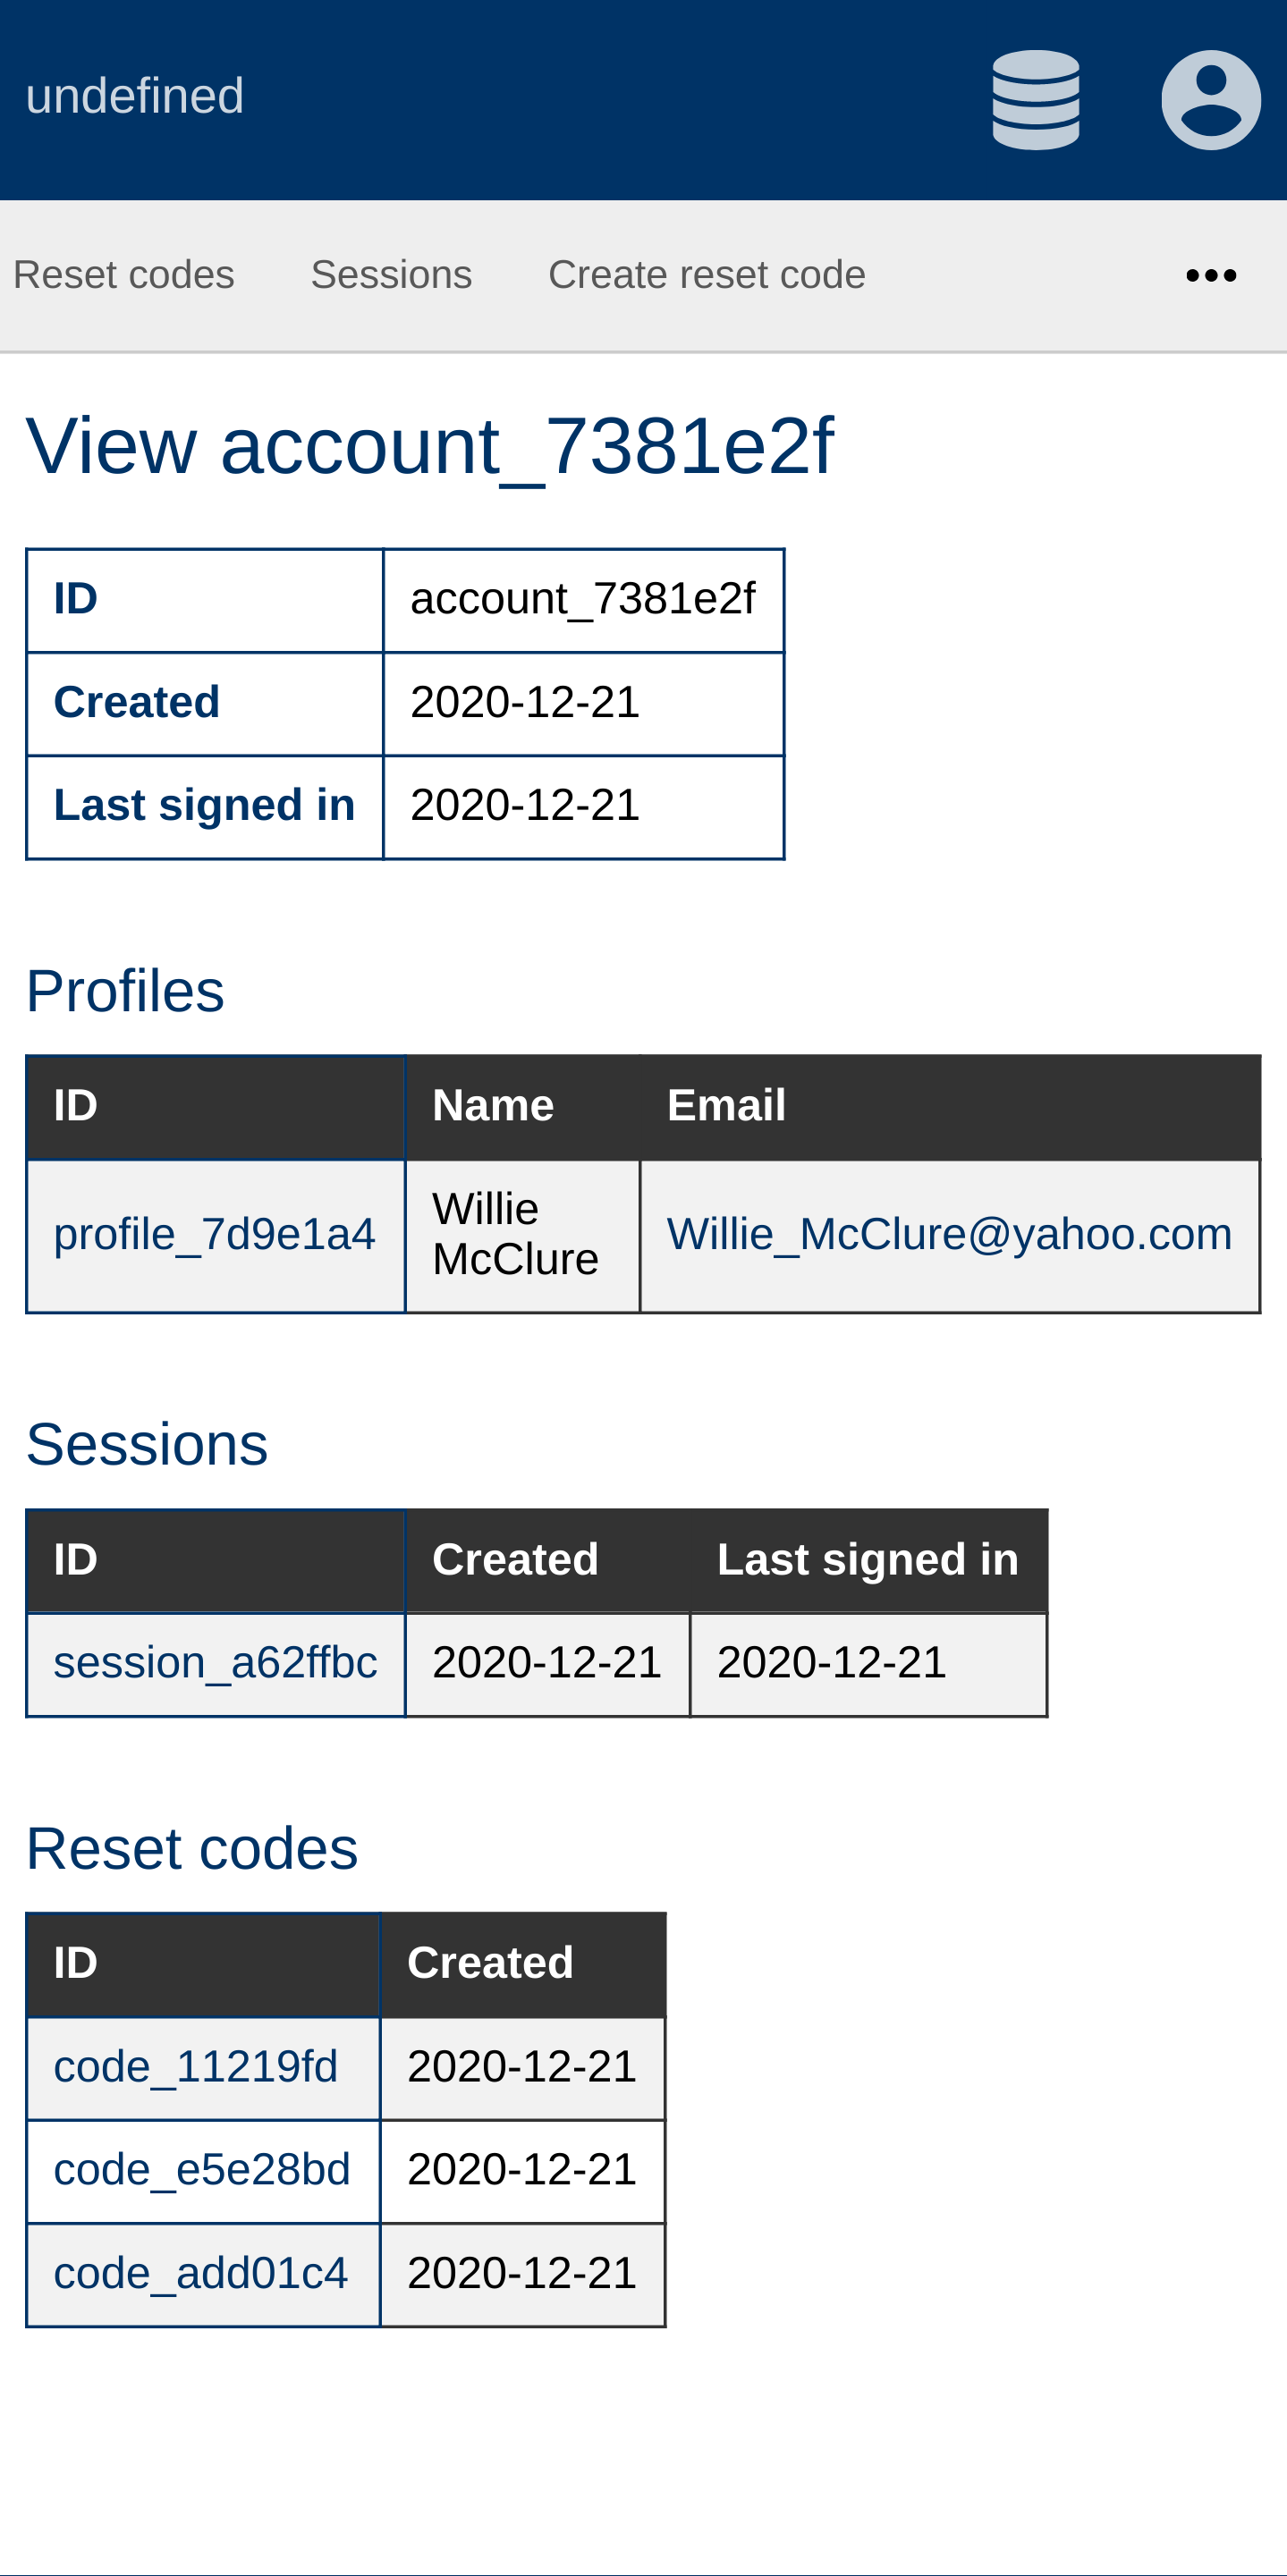 undefined
Reset codes Sessions Create reset code
View account_7381e2f
ID account_7381e2f
Created 2020-12-21
Last signed in 2020-12-21
Profiles
ID Name Email
profile_7d9e1a4 Willie McClure Willie_McClure@yahoo.com
Sessions
ID Created Last signed in
session_a62ffbc 2020-12-21 2020-12-21
Reset codes
ID Created
code_11219fd 2020-12-21
code_e5e28bd 2020-12-21
code_add01c4 2020-12-21